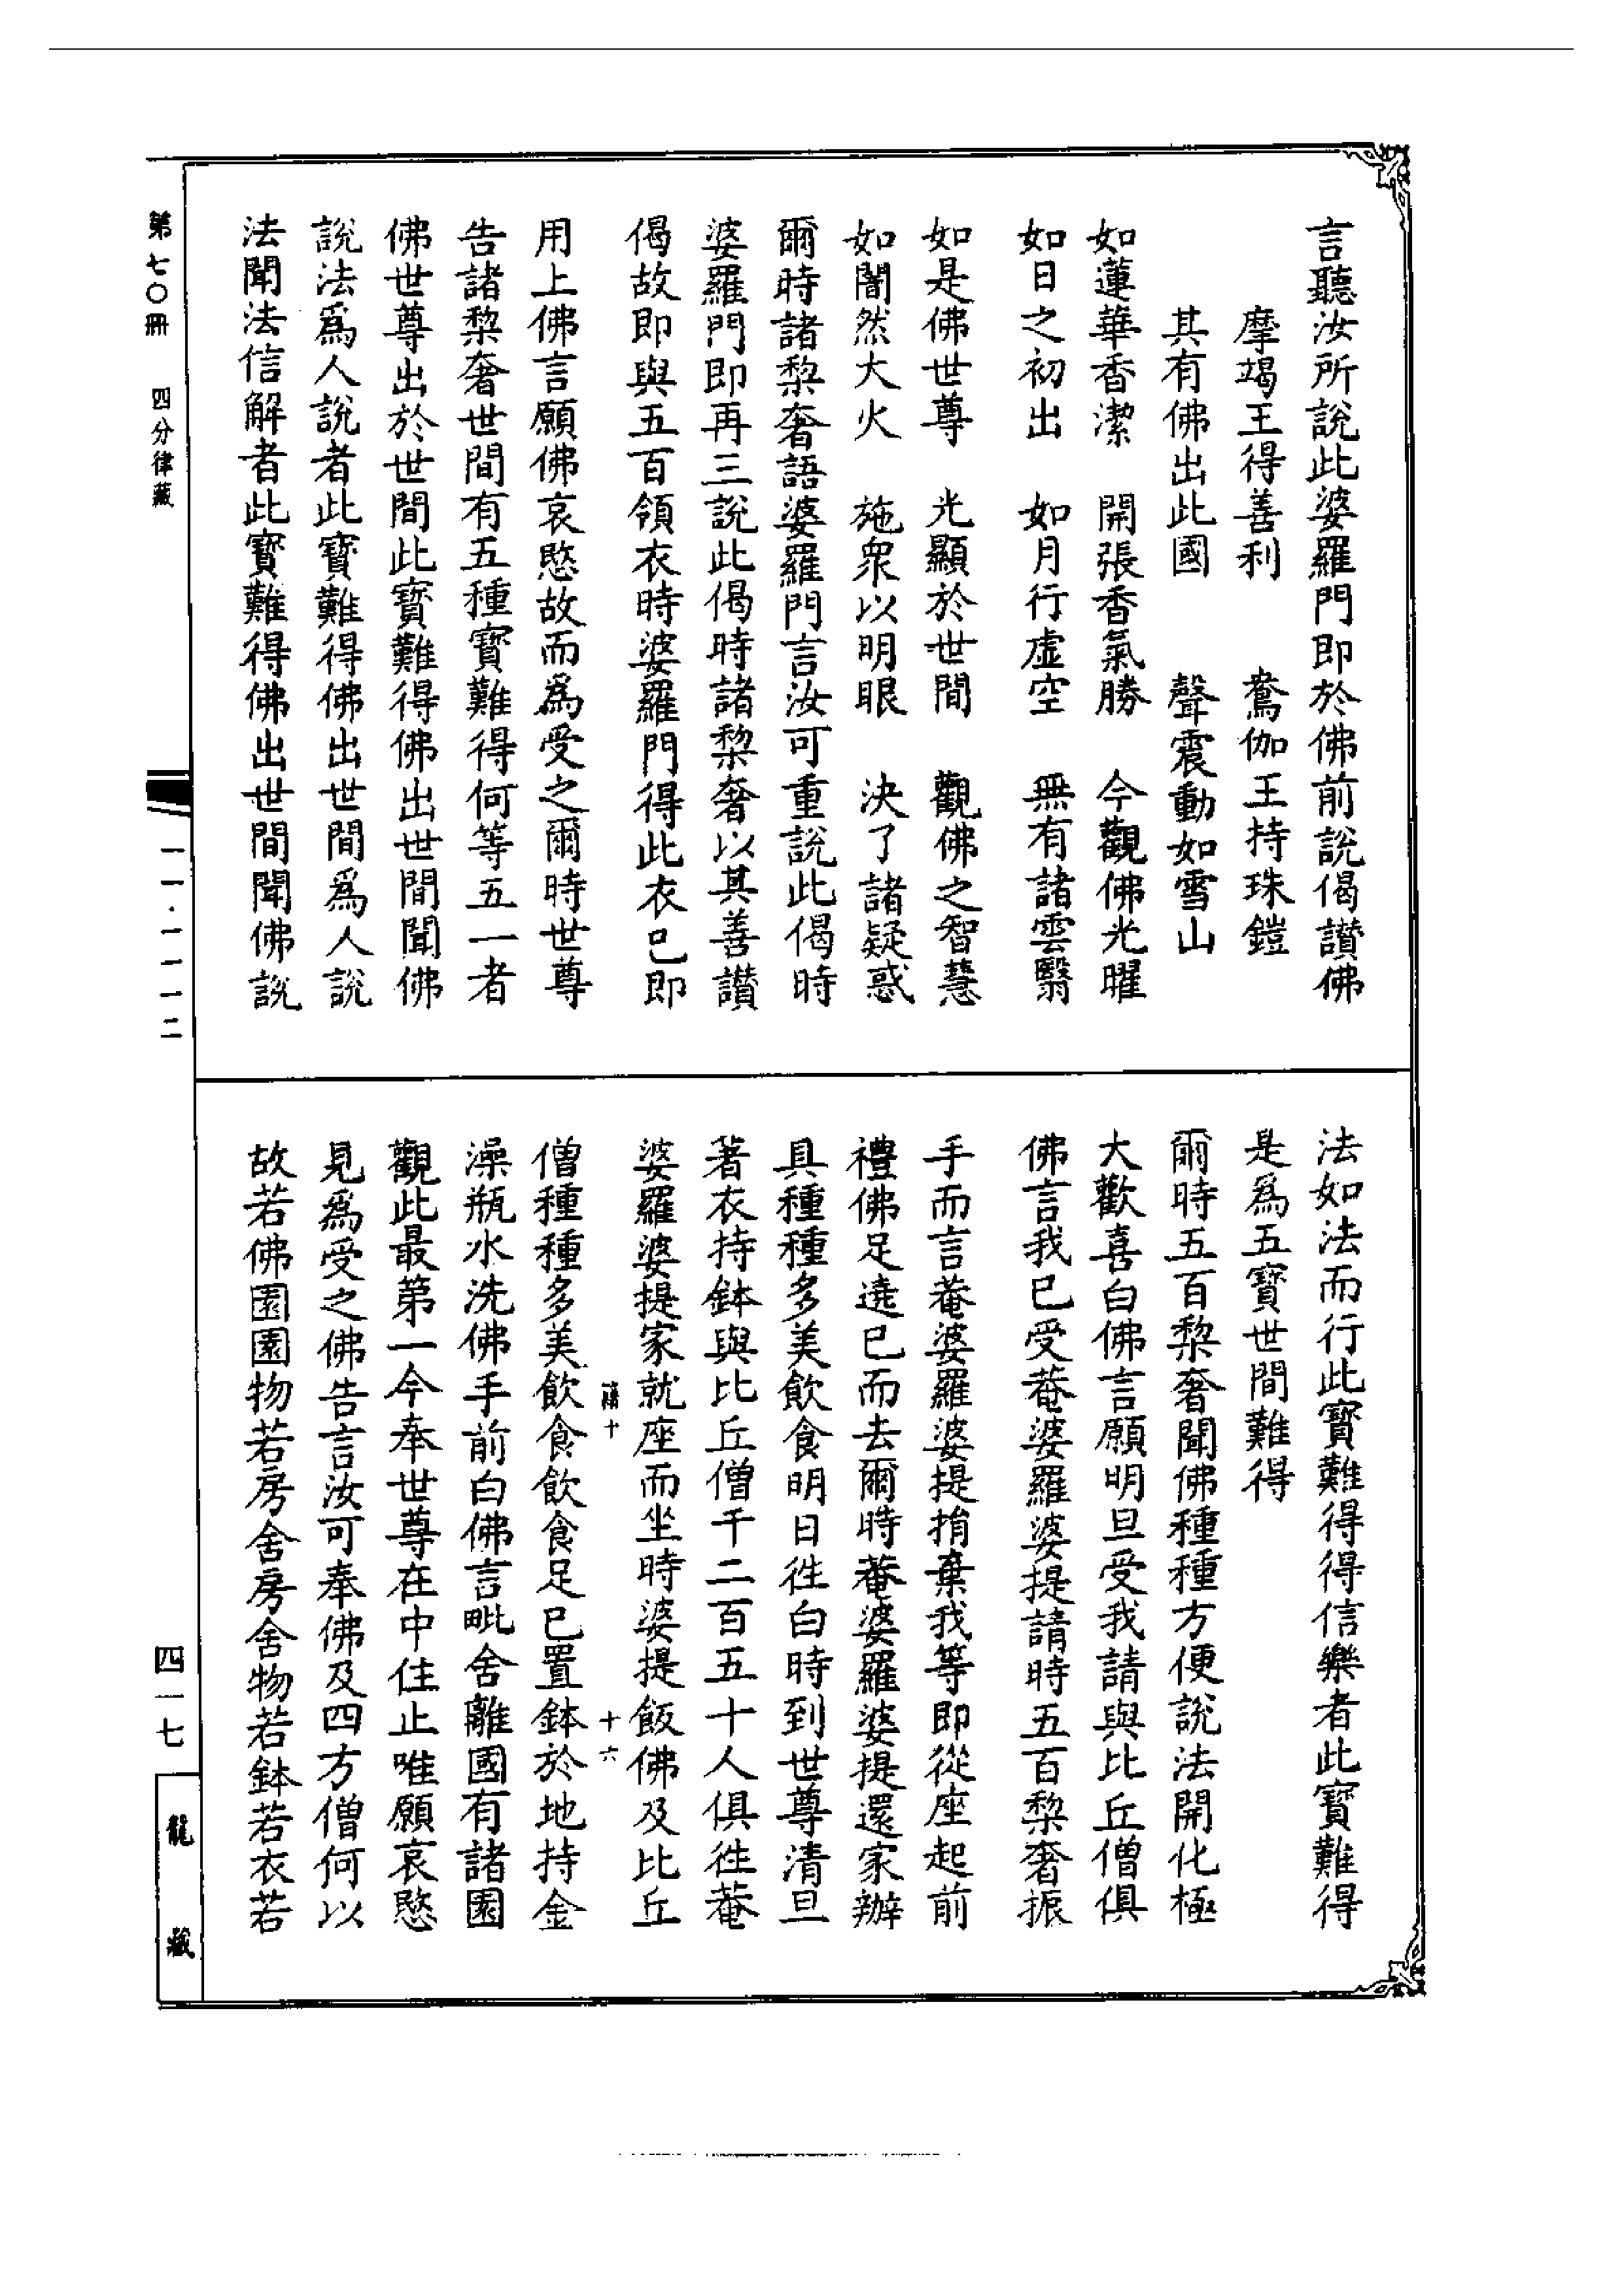 言聽汝所說此婆羅門即於佛前說偈讃佛
摩竭王得善利　鴦伽王持珠鎧
其有佛出此國　聲震動如雪山
如蓮華香潔　開張香氣勝　今觀佛光曜
如日之初出　如月行虛空　無有諸雲翳
如是佛世尊　光顯於世間　觀佛之智慧
如闇然大火　施衆以明眼　決了諸疑惑
爾時諸梨奢語婆羅門言汝可重說此偈時
婆羅門即再三說此偈時諸梨奢以其善讃
偈故即與五百領衣時婆羅門得此衣已即
用上佛言願佛哀愍故而爲受之爾時世尊
告諸梨奢世間有五種寶難得何等五一者
佛世尊出於世間此寶難得佛出世間聞佛
說法爲人說者此寶難得佛出世間爲人說
法聞法信解者此寶難得佛出世間聞佛說
法如法而行此寶難得得信樂者此寶難得
是爲五寶世間難得
爾時五百梨奢聞佛種種方便說法開化極
大歡喜白佛言願明旦受我請與比丘僧俱
佛言我已受菴婆羅婆提請時五百梨奢振
手而言菴婆羅婆提捎棄我等即從座起前
禮佛足遶已而去爾時菴婆羅婆提還家辦
具種種多美飲食明日往白時到世尊清旦
著衣持鉢與比丘僧千二百五十人俱往菴
婆羅婆提家就座而坐時婆提飯佛及比丘
十　十六
僧種種多美飲食飲食足已置鉢於地持金
澡瓶水洗佛手前白佛言毗舍離國有諸園
觀此最第一今奉世尊在中住止唯願哀愍
見爲受之佛告言汝可奉佛及四方僧何以
故若佛園園物若房舍房舍物若鉢若衣若
第七〇冊　四分律藏
一一·一一一二
四一七
龍藏